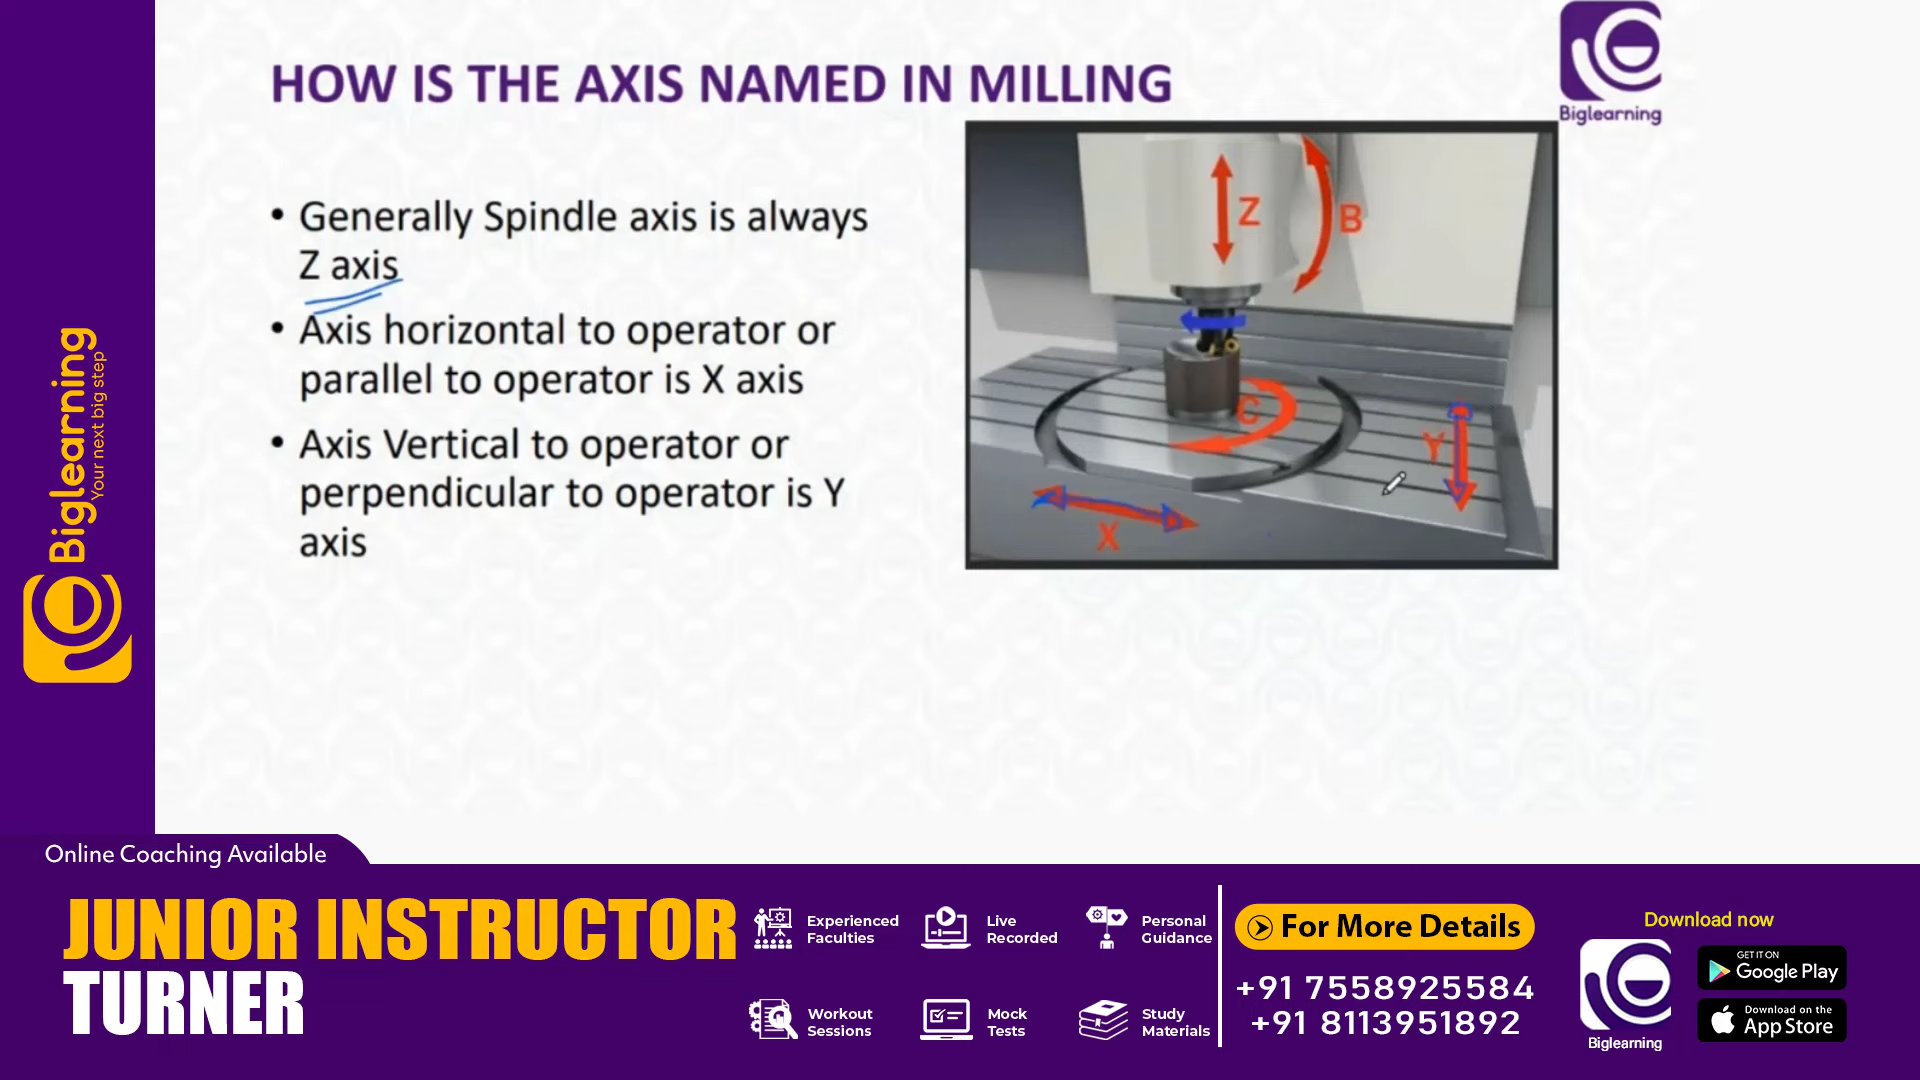 HOW IS THE AXIS NAMED IN MILLING
Biglearning
• Generally Spindle axis is always
Z axis
• Axis horizontal to operator or
parallel to operator is X axis
• Axis Vertical to operator or
perpendicular to operator is Y
axis
Z
B
C
Y
X
Biglearning
Your next big step
Online Coaching Available
JUNIOR INSTRUCTOR
TURNER
Experienced
Faculties
Live
Recorded
Personal
Guidance
Workout
Sessions
Mock
Tests
Study
Materials
For More Details
+91 7558925584
+91 8113951892
Download now
Biglearning
GET IT ON
Google Play
Download on the
App Store